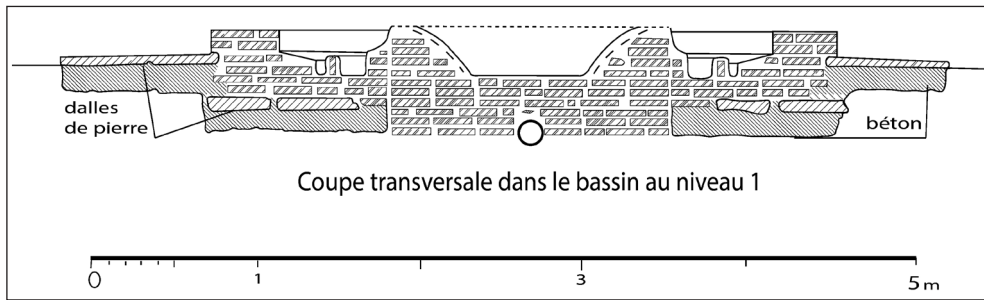 dalles
de pierre
béton
Coupe transversale dans le bassin au niveau 1
0 1 3 5 m